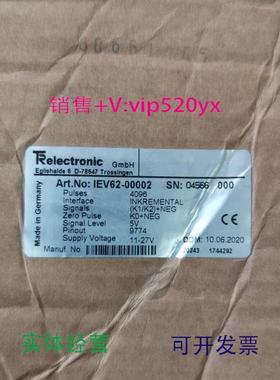 销售+V:vip520yx
TRelectronic GmbH
Eglishalde 6 D-78647 Trossingen
Made in Germany
Art.No: IEV62-00002 SN: 04566 000
Pulses 4096
Interface INKREMENTAL
Signals (K1/K2)+NEG
Zero Pulse K0+NEG
Signal Level 5V
Pinout 9774
Supply Voltage 11-27V DOM: 10.06.2020
Manuf. No. 20243 1744292
实体经营 可开发票